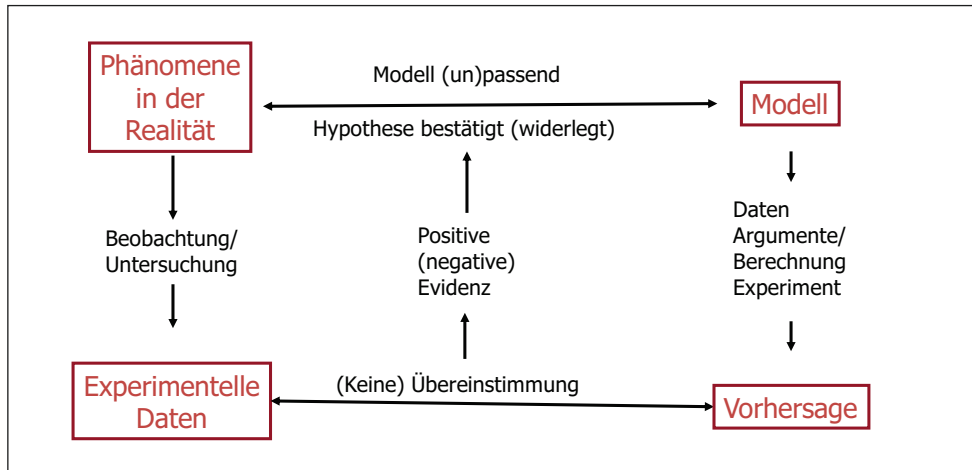 Phänomene
in der
Realität
Modell (un)passend
Hypothese bestätigt (widerlegt)
Modell
Beobachtung/
Untersuchung
Positive
(negative)
Evidenz
Daten
Argumente/
Berechnung
Experiment
Experimentelle
Daten
(Keine) Übereinstimmung
Vorhersage